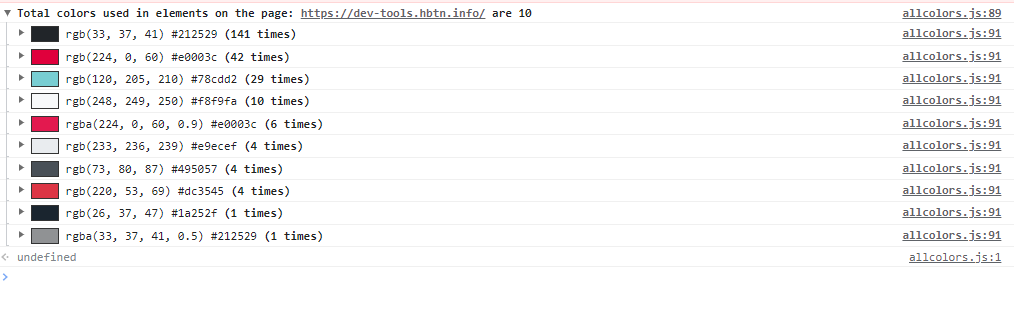 ▼ Total colors used in elements on the page: https://dev-tools.hbtn.info/ are 10 allcolors.js:89
▶ rgb(33, 37, 41) #212529 (141 times) allcolors.js:91
▶ rgb(224, 0, 60) #e0003c (42 times) allcolors.js:91
▶ rgb(120, 205, 210) #78cdd2 (29 times) allcolors.js:91
▶ rgb(248, 249, 250) #f8f9fa (10 times) allcolors.js:91
▶ rgba(224, 0, 60, 0.9) #e0003c (6 times) allcolors.js:91
▶ rgb(233, 236, 239) #e9ecef (4 times) allcolors.js:91
▶ rgb(73, 80, 87) #495057 (4 times) allcolors.js:91
▶ rgb(220, 53, 69) #dc3545 (4 times) allcolors.js:91
▶ rgb(26, 37, 47) #1a252f (1 times) allcolors.js:91
▶ rgba(33, 37, 41, 0.5) #212529 (1 times) allcolors.js:91
undefined allcolors.js:1